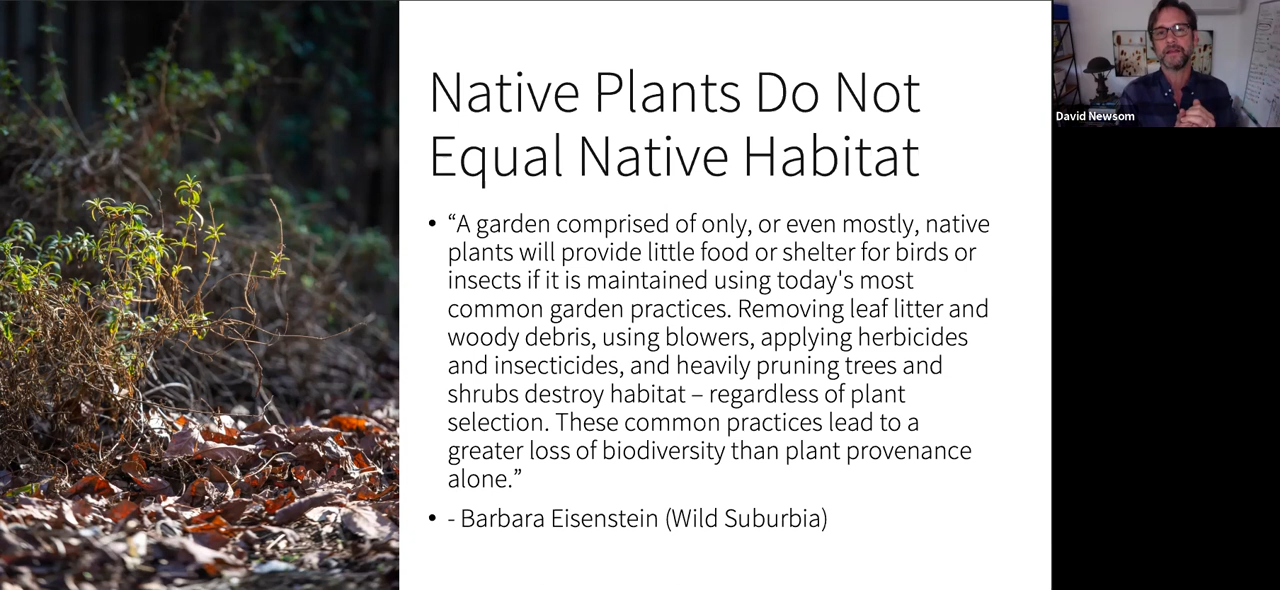 Native Plants Do Not
Equal Native Habitat
• “A garden comprised of only, or even mostly, native
plants will provide little food or shelter for birds or
insects if it is maintained using today's most
common garden practices. Removing leaf litter and
woody debris, using blowers, applying herbicides
and insecticides, and heavily pruning trees and
shrubs destroy habitat – regardless of plant
selection. These common practices lead to a
greater loss of biodiversity than plant provenance
alone.”
• - Barbara Eisenstein (Wild Suburbia)
David Newsom